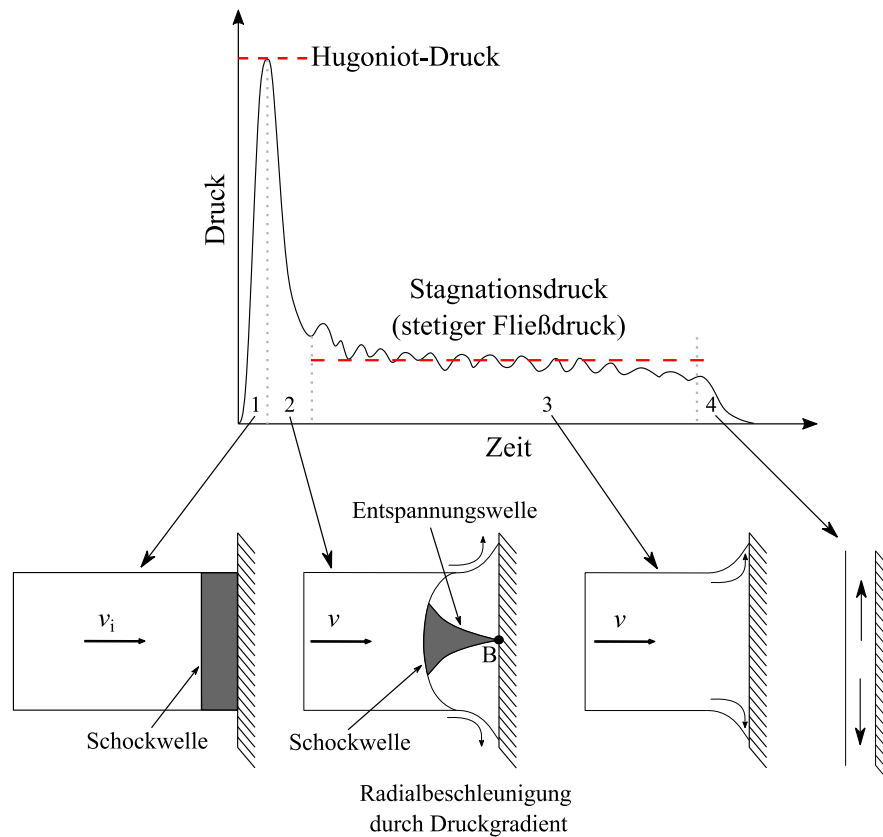 Hugoniot-Druck
Druck
Stagnationsdruck
(stetiger Fließdruck)
1
2
3
4
Zeit
Entspannungswelle
vi
v
B
v
Schockwelle
Schockwelle
Radialbeschleunigung
durch Druckgradient